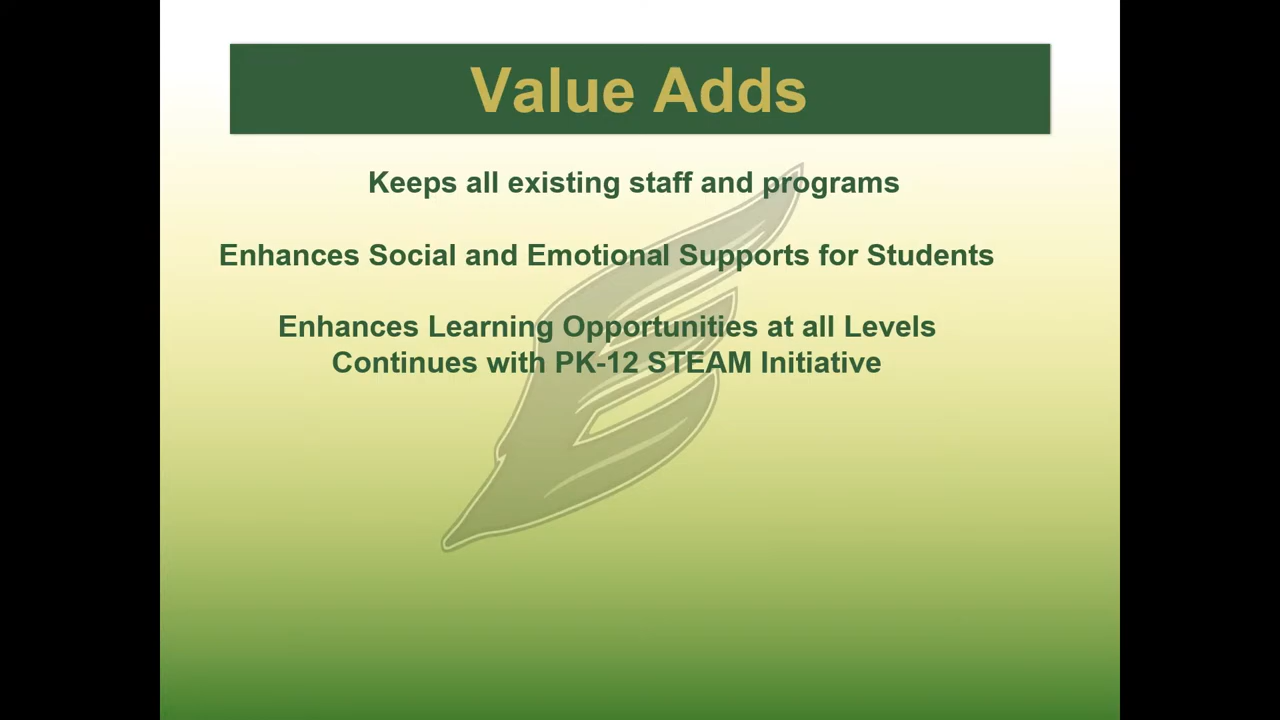 Value Adds
Keeps all existing staff and programs
Enhances Social and Emotional Supports for Students
Enhances Learning Opportunities at all Levels
Continues with PK-12 STEAM Initiative